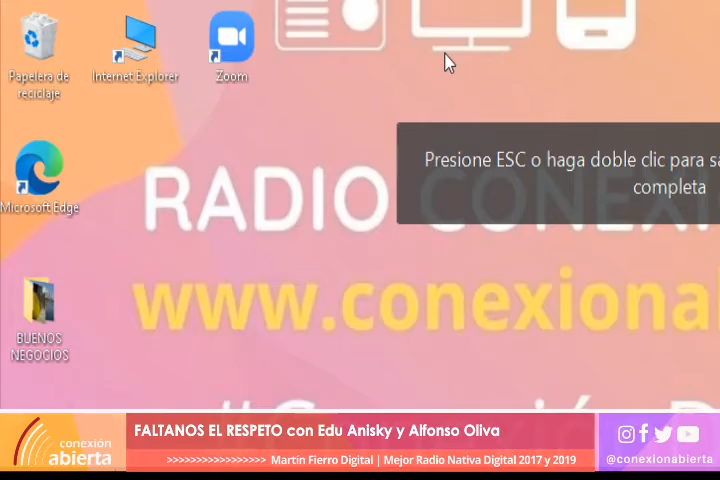 Papelera de
reciclaje
Internet Explorer
Zoom
Presione ESC o haga doble clic para sa
completa
Microsoft Edge
RADIO CONEXI
www.conexional
BUENOS
NEGOCIOS
conexión
abierta
FALTANOS EL RESPETO con Edu Anisky y Alfonso Oliva
>>>>>>>>>>>>>>>>> Martín Fierro Digital | Mejor Radio Nativa Digital 2017 y 2019
@conexionabierta